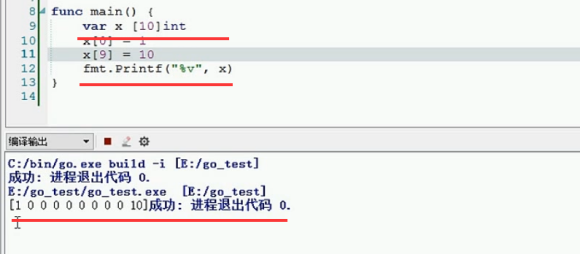 8 func main() {
9 var x [10]int
10 x[0] = 1
11 x[9] = 10
12 fmt.Printf("%v", x)
13 }
14
编译输出
C:/bin/go.exe build -i [E:/go_test]
成功: 进程退出代码 0.
E:/go_test/go_test.exe [E:/go_test]
[1 0 0 0 0 0 0 0 0 10]成功: 进程退出代码 0.